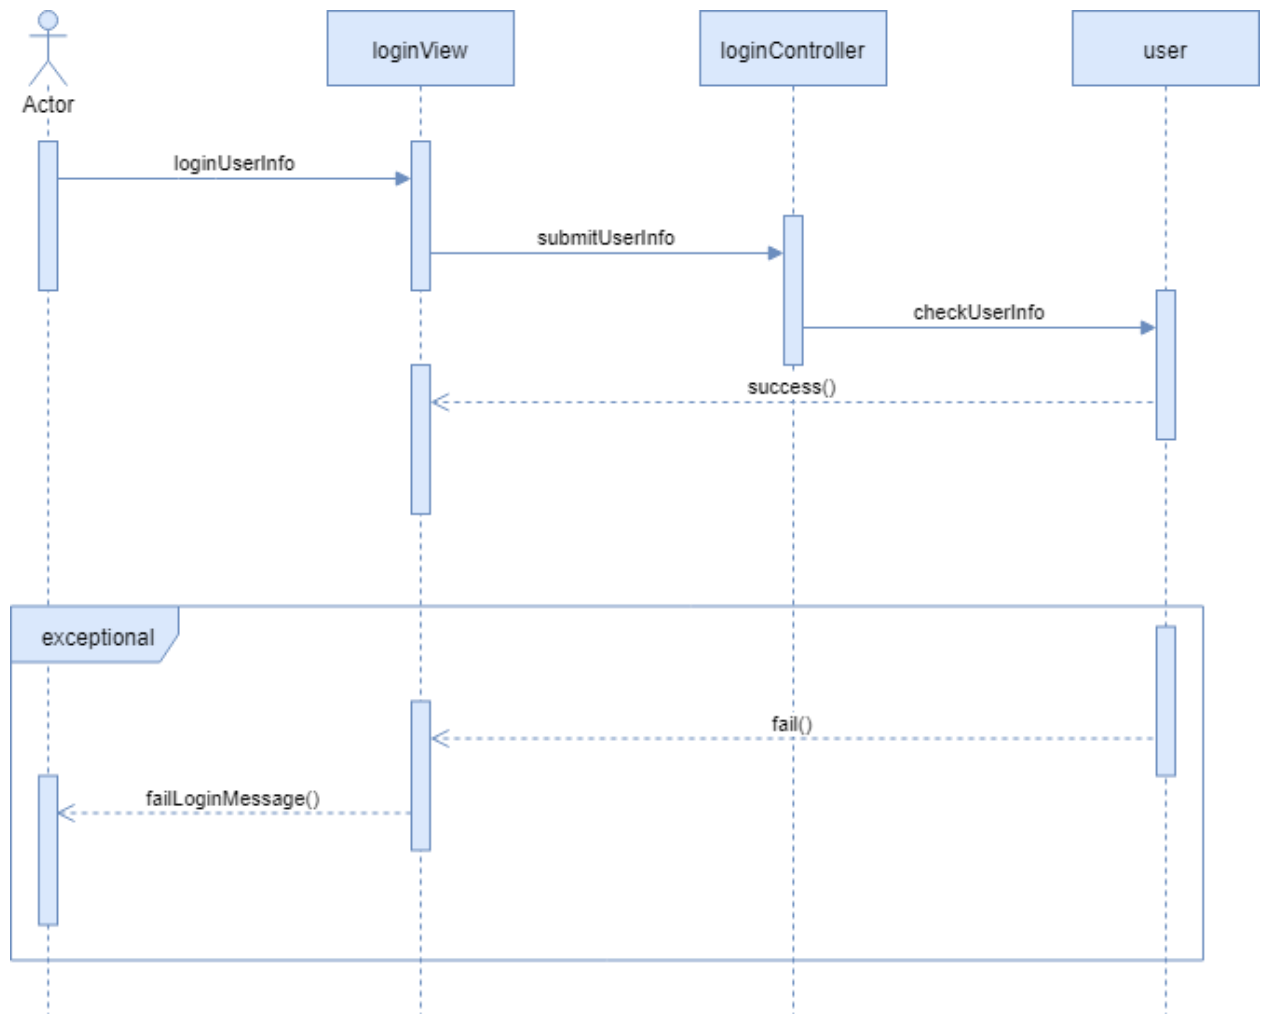 loginView
loginController
user
Actor
loginUserInfo
submitUserInfo
checkUserInfo
success()
exceptional
fail()
failLoginMessage()